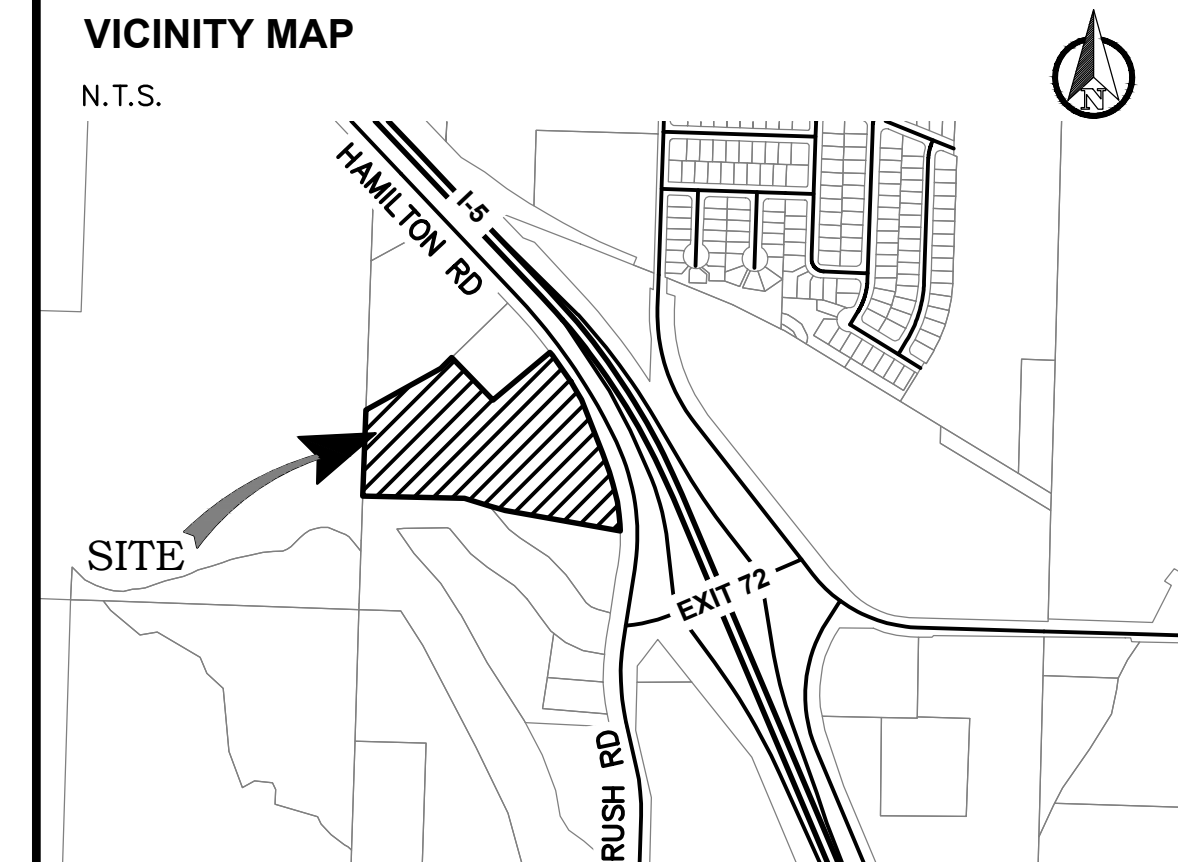 VICINITY MAP
N.T.S.
N
I-5
HAMILTON RD
SITE
EXIT 72
RUSH RD